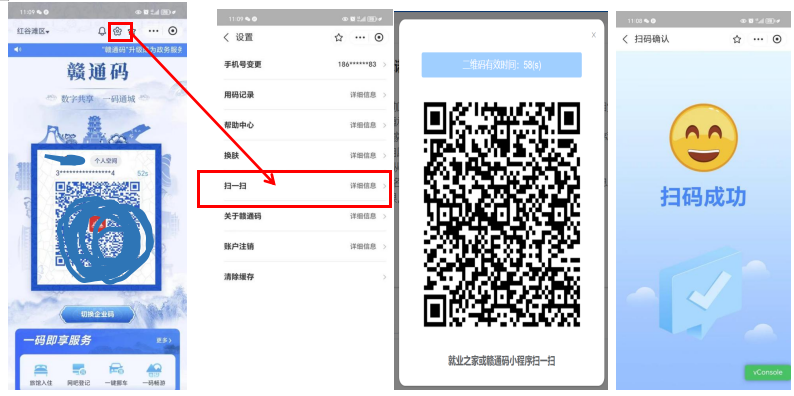 11:09
红谷滩区
"赣通码"升级成为政务服务
赣通码
数字共享 一码通城
个人空间
3****************4 52s
切换企业码
一码即享服务 更多>
旅馆入住 网吧登记 一键挪车 一码畅游
11:09
设置
手机号变更 186******83
用码记录 详细信息
帮助中心 详细信息
换肤 详细信息
扫一扫 详细信息
关于赣通码 详细信息
账户注销 详细信息
清除缓存
x
二维码有效时间：58(s)
就业之家或赣通码小程序扫一扫
11:08
扫码确认
扫码成功
vConsole